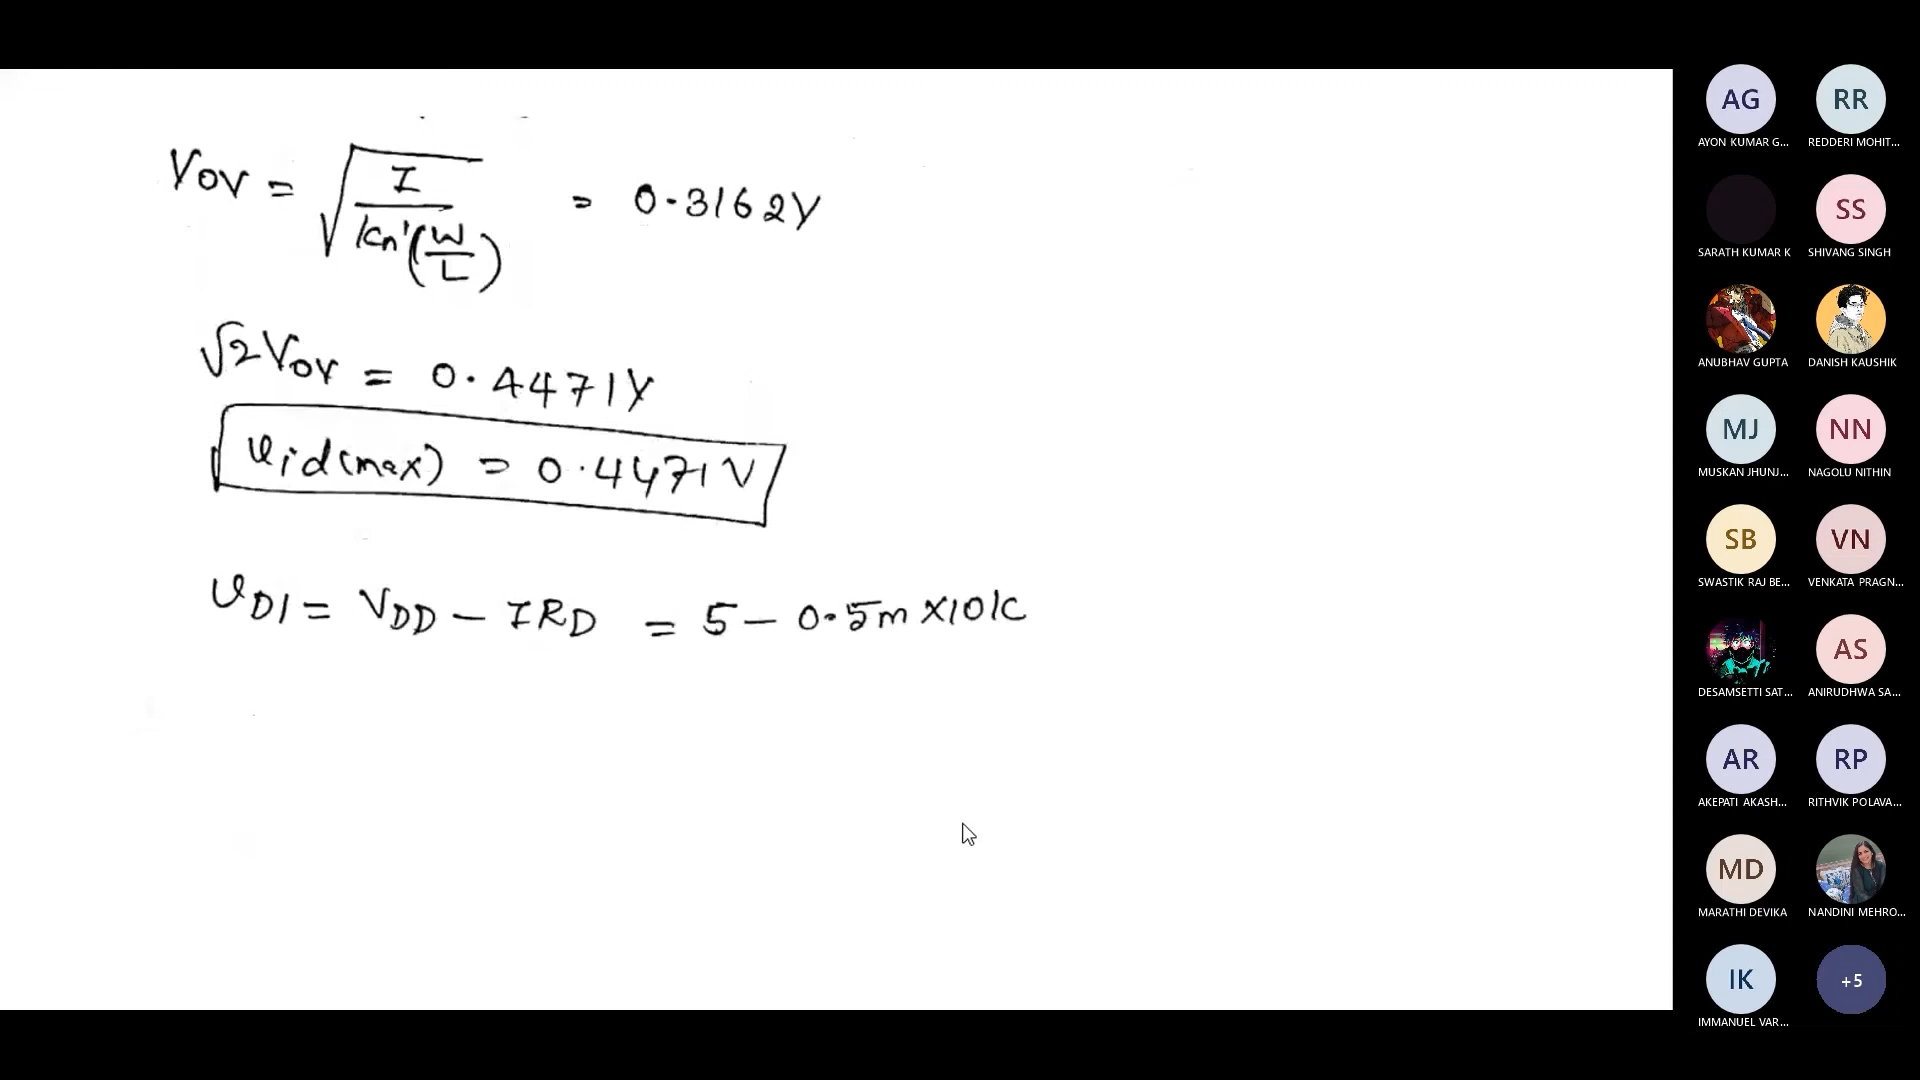 VOV = √(I / kn'(W/L)) = 0.3162V
√2VOV = 0.4471V
vid(max) = 0.4471V
vD1 = VDD - IRD = 5 - 0.5m×10K
AG
RR
AYON KUMAR G...
REDDERI MOHIT...
SS
SARATH KUMAR K
SHIVANG SINGH
ANUBHAV GUPTA
DANISH KAUSHIK
MJ
NN
MUSKAN JHUNJ...
NAGOLU NITHIN
SB
VN
SWASTIK RAJ BE...
VENKATA PRAGN...
AS
DESAMSETTI SAT...
ANIRUDHWA SA...
AR
RP
AKEPATI AKASH...
RITHVIK POLAVA...
MD
MARATHI DEVIKA
NANDINI MEHRO...
IK
+5
IMMANUEL VAR...